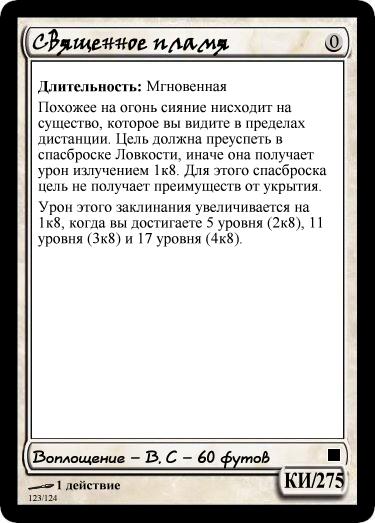 Священное пламя 0
Длительность: Мгновенная
Похожее на огонь сияние нисходит на
существо, которое вы видите в пределах
дистанции. Цель должна преуспеть в
спасброске Ловкости, иначе она получает
урон излучением 1к8. Для этого спасброска
цель не получает преимуществ от укрытия.
Урон этого заклинания увеличивается на
1к8, когда вы достигаете 5 уровня (2к8), 11
уровня (3к8) и 17 уровня (4к8).
Воплощение – В, С – 60 футов
1 действие
КИ/275
123/124